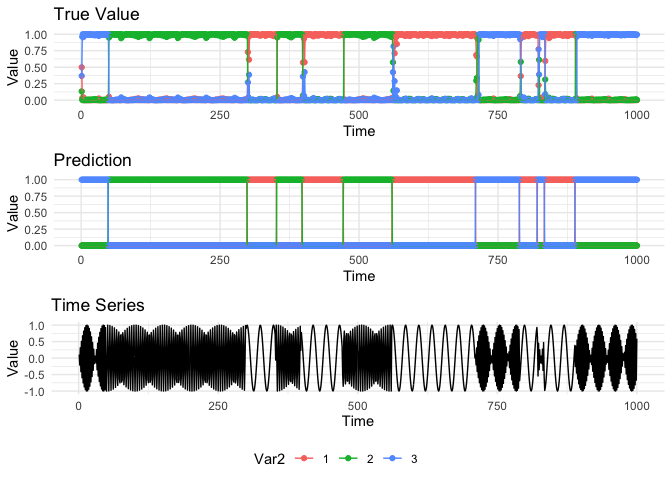 True Value
Value
1.00
0.75
0.50
0.25
0.00
0 250 500 750 1000
Time
Prediction
Value
1.00
0.75
0.50
0.25
0.00
0 250 500 750 1000
Time
Time Series
Value
1.0
0.5
0.0
-0.5
-1.0
0 250 500 750 1000
Time
Var2 1 2 3